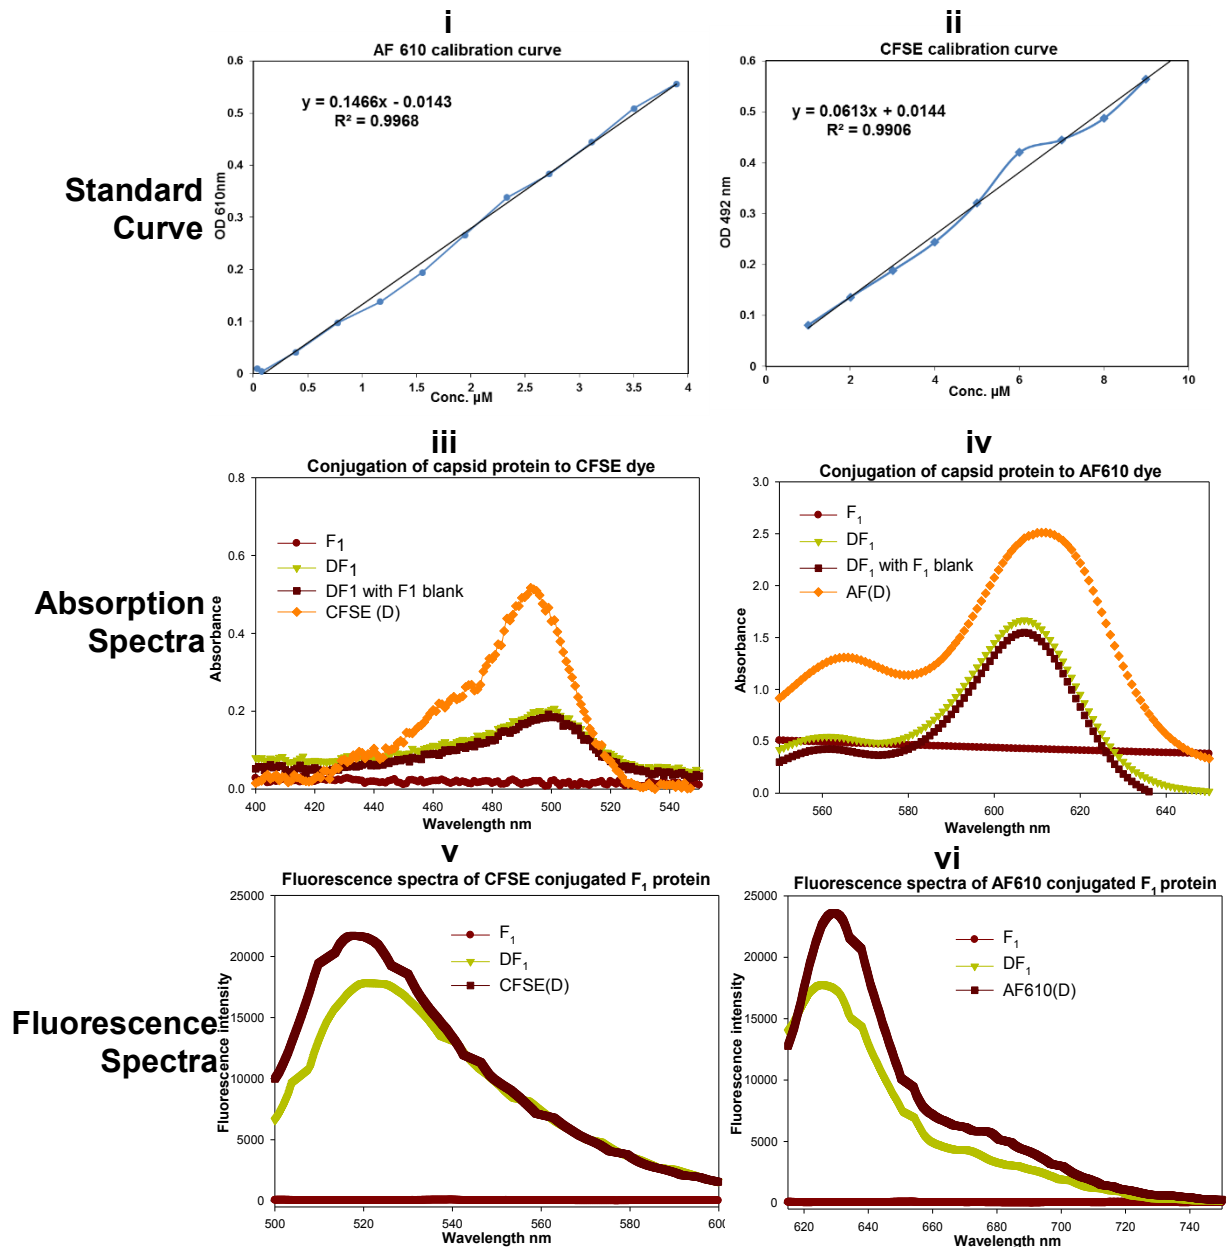 i
AF 610 calibration curve
y = 0.1466x - 0.0143
R² = 0.9968
OD 610nm
0.6
0.5
0.4
0.3
0.2
0.1
0
0 0.5 1 1.5 2 2.5 3 3.5 4
Conc. µM
ii
CFSE calibration curve
y = 0.0613x + 0.0144
R² = 0.9906
OD 492 nm
0.6
0.5
0.4
0.3
0.2
0.1
0
0 2 4 6 8 10
Conc. µM
Standard
Curve
iii
Conjugation of capsid protein to CFSE dye
F1
DF1
DF1 with F1 blank
CFSE (D)
Absorbance
0.8
0.6
0.4
0.2
0.0
400 420 440 460 480 500 520 540
Wavelength nm
iv
Conjugation of capsid protein to AF610 dye
F1
DF1
DF1 with F1 blank
AF(D)
Absorbance
3.0
2.5
2.0
1.5
1.0
0.5
0.0
560 580 600 620 640
Wavelength nm
Absorption
Spectra
v
Fluorescence spectra of CFSE conjugated F1 protein
F1
DF1
CFSE(D)
Fluorescence intensity
25000
20000
15000
10000
5000
0
500 520 540 560 580 600
Wavelength nm
vi
Fluorescence spectra of AF610 conjugated F1 protein
F1
DF1
AF610(D)
Fluorescence intensity
25000
20000
15000
10000
5000
0
620 640 660 680 700 720 740
Wavelength nm
Fluorescence
Spectra